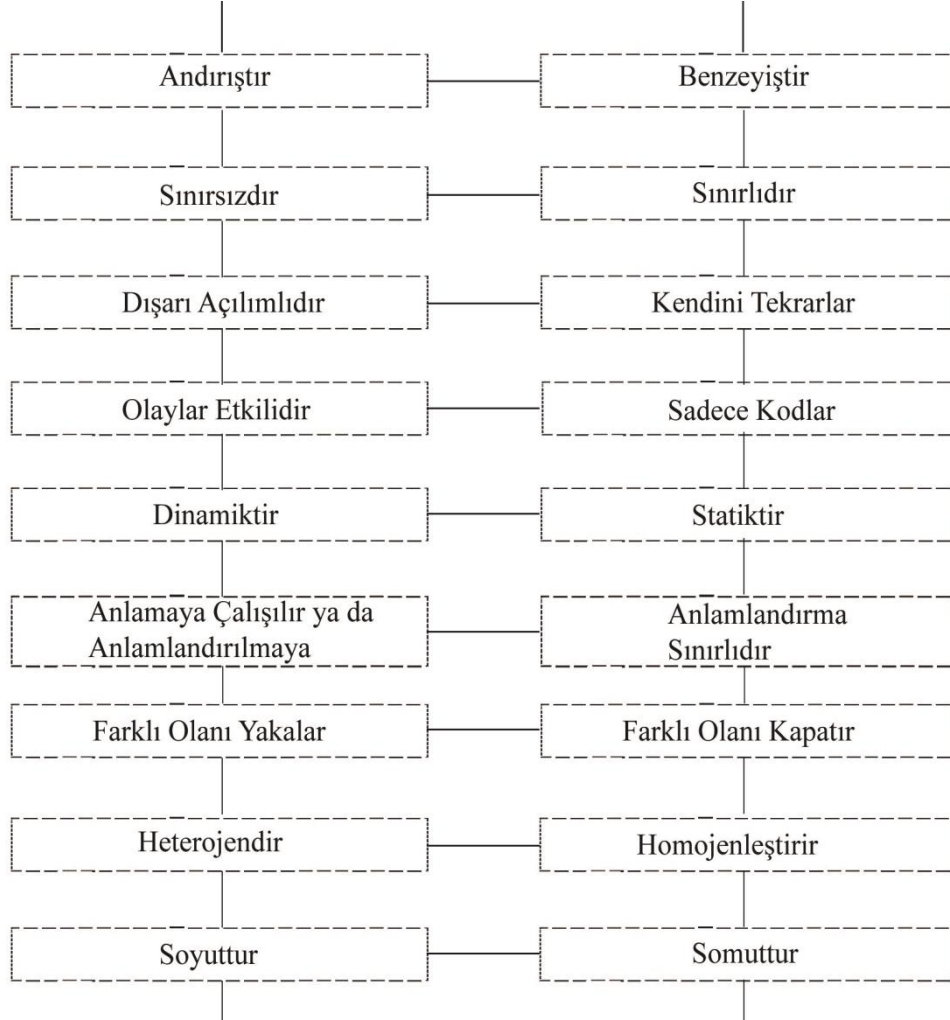 Andırıştır
Benzeyiştir
Sınırsızdır
Sınırlıdır
Dışarı Açılımlıdır
Kendini Tekrarlar
Olaylar Etkilidir
Sadece Kodlar
Dinamiktir
Statiktir
Anlamaya Çalışılır ya da
Anlamlandırılmaya
Anlamlandırma
Sınırlıdır
Farklı Olanı Yakalar
Farklı Olanı Kapatır
Heterojendir
Homojenleştirir
Soyuttur
Somuttur